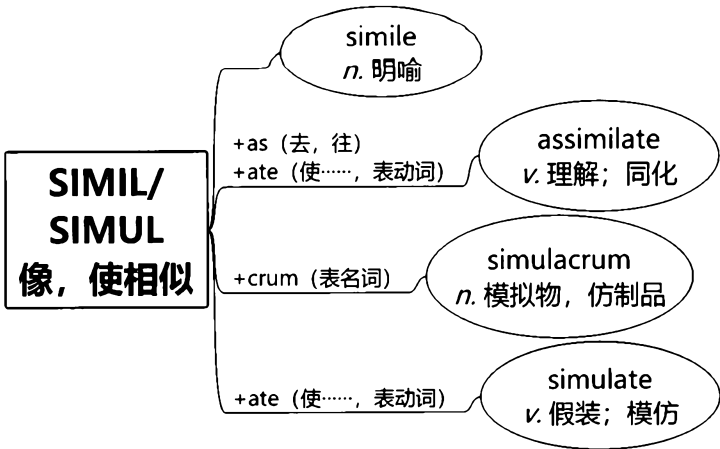 SIMIL/
SIMUL
像，使相似
simile
n. 明喻
+as（去，往）
+ate（使……，表动词）
assimilate
v. 理解；同化
+crum（表名词）
simulacrum
n. 模拟物，仿制品
+ate（使……，表动词）
simulate
v. 假装；模仿